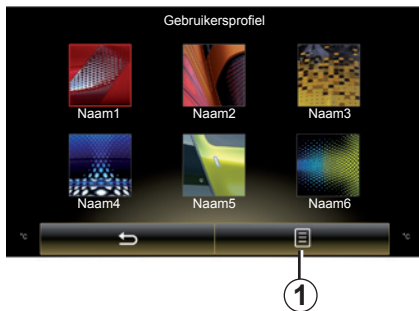 Gebruikersprofiel
Naam1 Naam2 Naam3
Naam4 Naam5 Naam6
°C °C
1